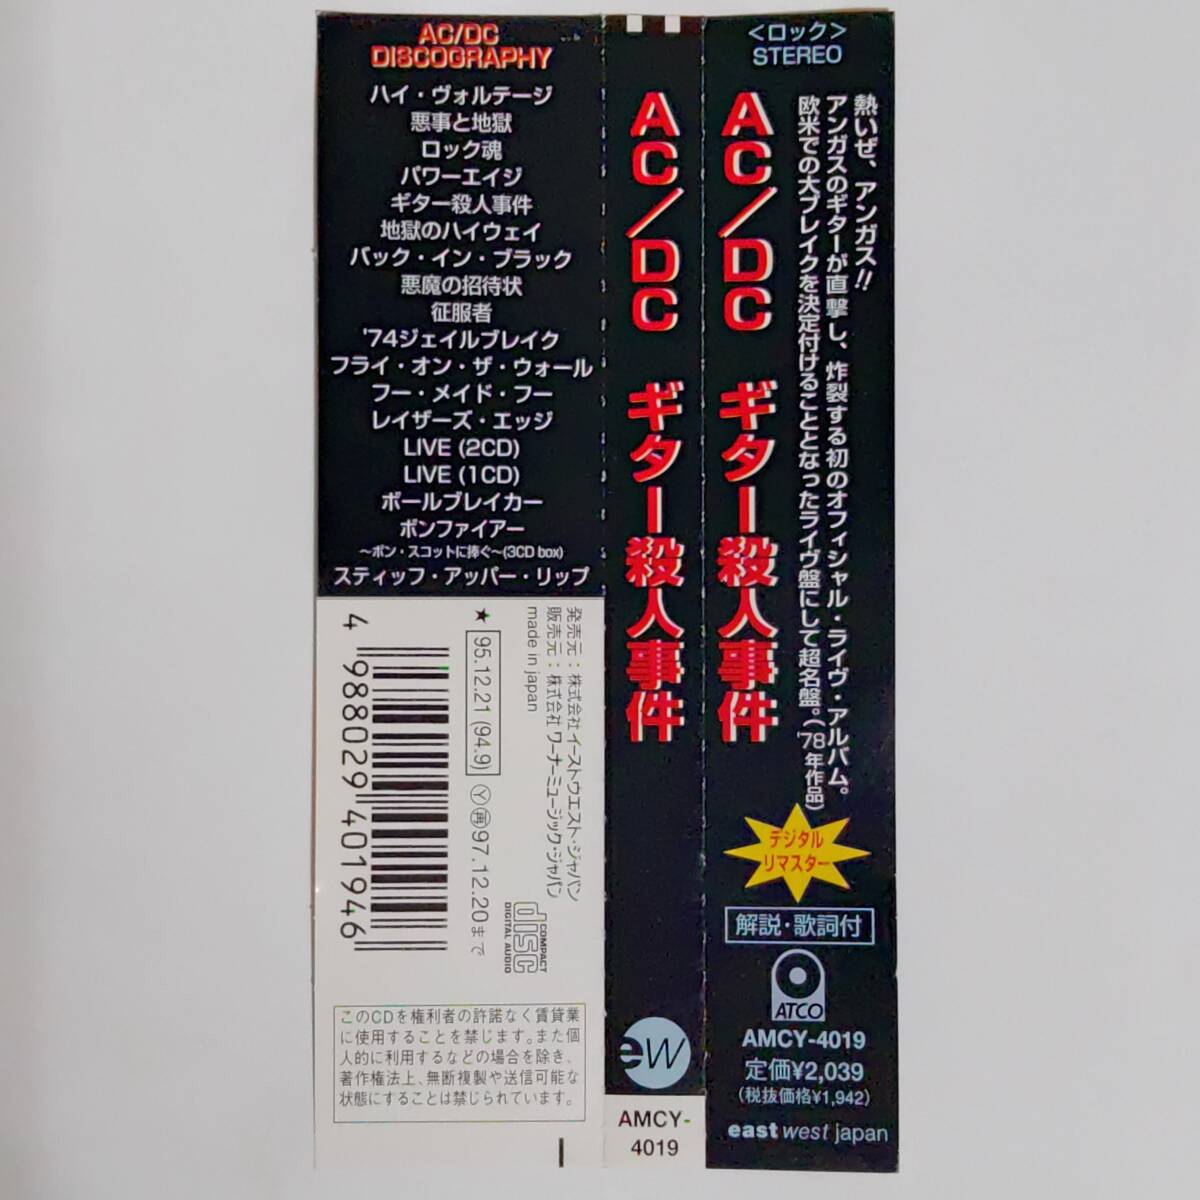 AC/DC
DISCOGRAPHY
ハイ・ヴォルテージ
悪事と地獄
ロック魂
パワーエイジ
ギター殺人事件
地獄のハイウェイ
バック・イン・ブラック
悪魔の招待状
征服者
'74ジェイルブレイク
フライ・オン・ザ・ウォール
フー・メイド・フー
レイザーズ・エッジ
LIVE (2CD)
LIVE (1CD)
ボールブレイカー
ボンファイアー
〜ボン・スコットに捧ぐ〜(3CD box)
スティッフ・アッパー・リップ
発売元：株式会社 イーストウエスト・ジャパン
販売元：株式会社 ワーナーミュージック・ジャパン
made in japan
★ 95.12.21 (94.9) Ⓨ再97.12.20まで
4 988029 401946
COMPACT
disc
DIGITAL AUDIO
このCDを権利者の許諾なく賃貸業
に使用することを禁じます。また個
人的に利用するなどの場合を除き、
著作権法上、無断複製や送信可能な
状態にすることは禁じられています。
AC/DC ギター殺人事件
ew
AMCY-
4019
<ロック>
STEREO
熱いぜ、アンガス!!
アンガスのギターが直撃し、炸裂する初のオフィシャル・ライヴ・アルバム。
欧米での大ブレイクを決定付けることとなったライヴ盤にして超名盤。('78年作品)
AC/DC ギター殺人事件
デジタル
リマスター
解説・歌詞付
ATCO
AMCY-4019
定価¥2,039
(税抜価格¥1,942)
east west japan